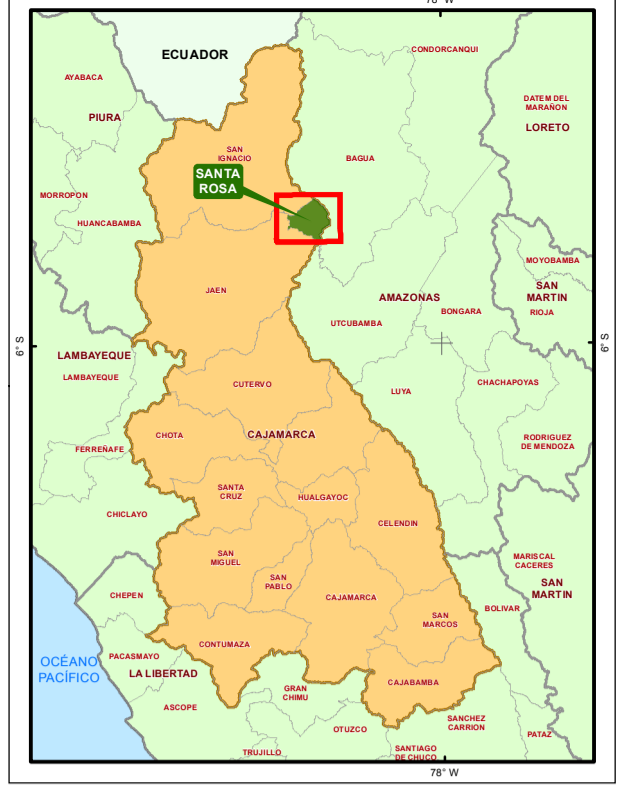 78° W
ECUADOR
CONDORCANQUI
AYABACA
DATEM DEL
MARAÑON
PIURA
LORETO
SAN
IGNACIO
BAGUA
SANTA
ROSA
MORROPON
HUANCABAMBA
MOYOBAMBA
SAN
MARTIN
JAEN
AMAZONAS
BONGARA
RIOJA
UTCUBAMBA
6° S
6° S
LAMBAYEQUE
LAMBAYEQUE
CUTERVO
LUYA
CHACHAPOYAS
CHOTA
CAJAMARCA
FERREÑAFE
RODRIGUEZ
DE MENDOZA
SANTA
CRUZ
HUALGAYOC
CHICLAYO
CELENDIN
SAN
MIGUEL
MARISCAL
CACERES
SAN
PABLO
SAN
MARTIN
CHEPEN
CAJAMARCA
BOLIVAR
SAN
MARCOS
CONTUMAZA
OCÉANO
PACÍFICO
PACASMAYO
LA LIBERTAD
CAJABAMBA
GRAN
CHIMU
ASCOPE
SANCHEZ
CARRION
OTUZCO
PATAZ
TRUJILLO
SANTIAGO
DE CHUCO
78° W